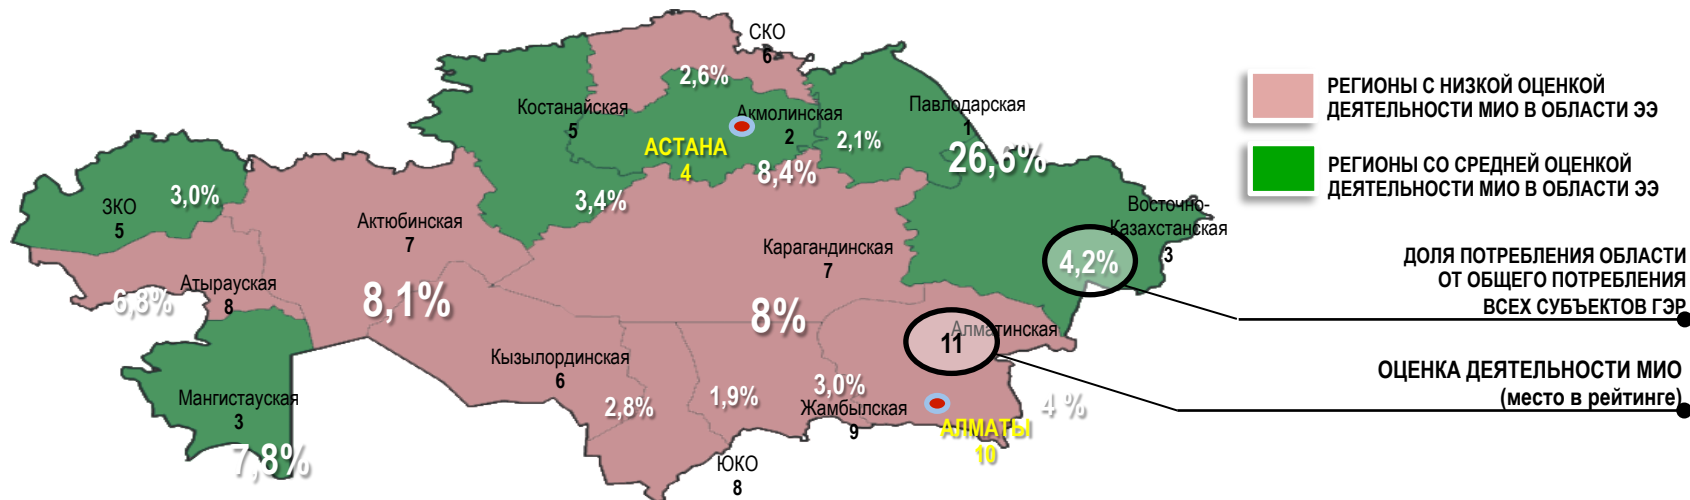 СКО
6
2,6%
Костанайская
5
Акмолинская
2
Павлодарская
1
2,1%
26,6%
АСТАНА
4
8,4%
3,4%
ЗКО
5
3,0%
Актюбинская
7
8,1%
Карагандинская
7
8%
Восточно-
Казахстанская
3
4,2%
Атырауская
8
6,8%
Мангистауская
3
7,8%
Кызылординская
6
2,8%
1,9%
3,0%
Жамбылская
9
Алматинская
11
4 %
АЛМАТЫ
10
ЮКО
8
РЕГИОНЫ С НИЗКОЙ ОЦЕНКОЙ
ДЕЯТЕЛЬНОСТИ МИО В ОБЛАСТИ ЭЭ
РЕГИОНЫ СО СРЕДНЕЙ ОЦЕНКОЙ
ДЕЯТЕЛЬНОСТИ МИО В ОБЛАСТИ ЭЭ
ДОЛЯ ПОТРЕБЛЕНИЯ ОБЛАСТИ
ОТ ОБЩЕГО ПОТРЕБЛЕНИЯ
ВСЕХ СУБЪЕКТОВ ГЭР
ОЦЕНКА ДЕЯТЕЛЬНОСТИ МИО
(место в рейтинге)